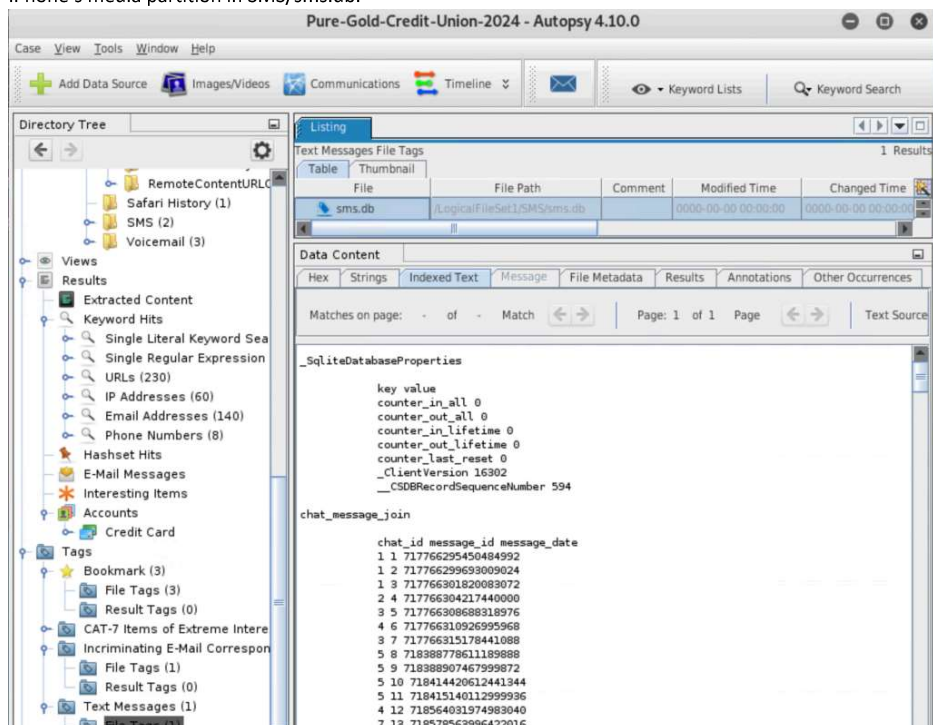 iPhone's media partition in SMS/sms.db.
Pure-Gold-Credit-Union-2024 - Autopsy 4.10.0
Case View Tools Window Help
Add Data Source Images/Videos Communications Timeline Keyword Lists Keyword Search
Directory Tree
RemoteContentURLC
Safari History (1)
SMS (2)
Voicemail (3)
Views
Results
Extracted Content
Keyword Hits
Single Literal Keyword Sea
Single Regular Expression
URLs (230)
IP Addresses (60)
Email Addresses (140)
Phone Numbers (8)
Hashset Hits
E-Mail Messages
Interesting Items
Accounts
Credit Card
Tags
Bookmark (3)
File Tags (3)
Result Tags (0)
CAT-7 Items of Extreme Intere
Incriminating E-Mail Correspon
File Tags (1)
Result Tags (0)
Text Messages (1)
File Tags (1)
Listing
Text Messages File Tags 1 Results
Table Thumbnail
File File Path Comment Modified Time Changed Time
sms.db /LogicalFileSet1/SMS/sms.db 0000-00-00 00:00:00 0000-00-00 00:00:00
Data Content
Hex Strings Indexed Text Message File Metadata Results Annotations Other Occurrences
Matches on page: - of - Match Page: 1 of 1 Page Text Source
_SqliteDatabaseProperties
key value
counter_in_all 0
counter_out_all 0
counter_in_lifetime 0
counter_out_lifetime 0
counter_last_reset 0
_ClientVersion 16302
__CSDBRecordSequenceNumber 594
chat_message_join
chat_id message_id message_date
1 1 717766295450484992
1 2 717766299693009024
1 3 717766301820083072
2 4 717766304217440000
3 5 717766308688318976
4 6 717766310926995968
3 7 717766315178441088
5 8 718388778611189888
5 9 718388907467999872
5 10 718414420612441344
5 11 718415140112999936
4 12 718564031974983040
7 13 718578563996422016